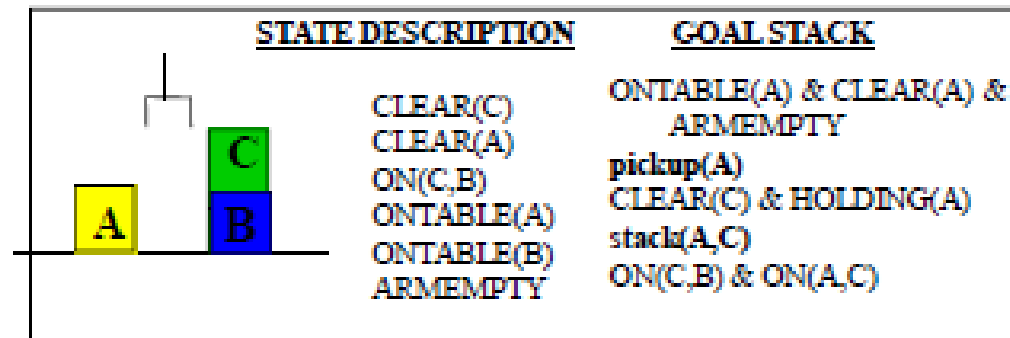 STATE DESCRIPTION
CLEAR(C)
CLEAR(A)
ON(C,B)
ONTABLE(A)
ONTABLE(B)
ARMEMPTY
GOAL STACK
ONTABLE(A) & CLEAR(A) &
ARMEMPTY
pickup(A)
CLEAR(C) & HOLDING(A)
stack(A,C)
ON(C,B) & ON(A,C)
C
A
B